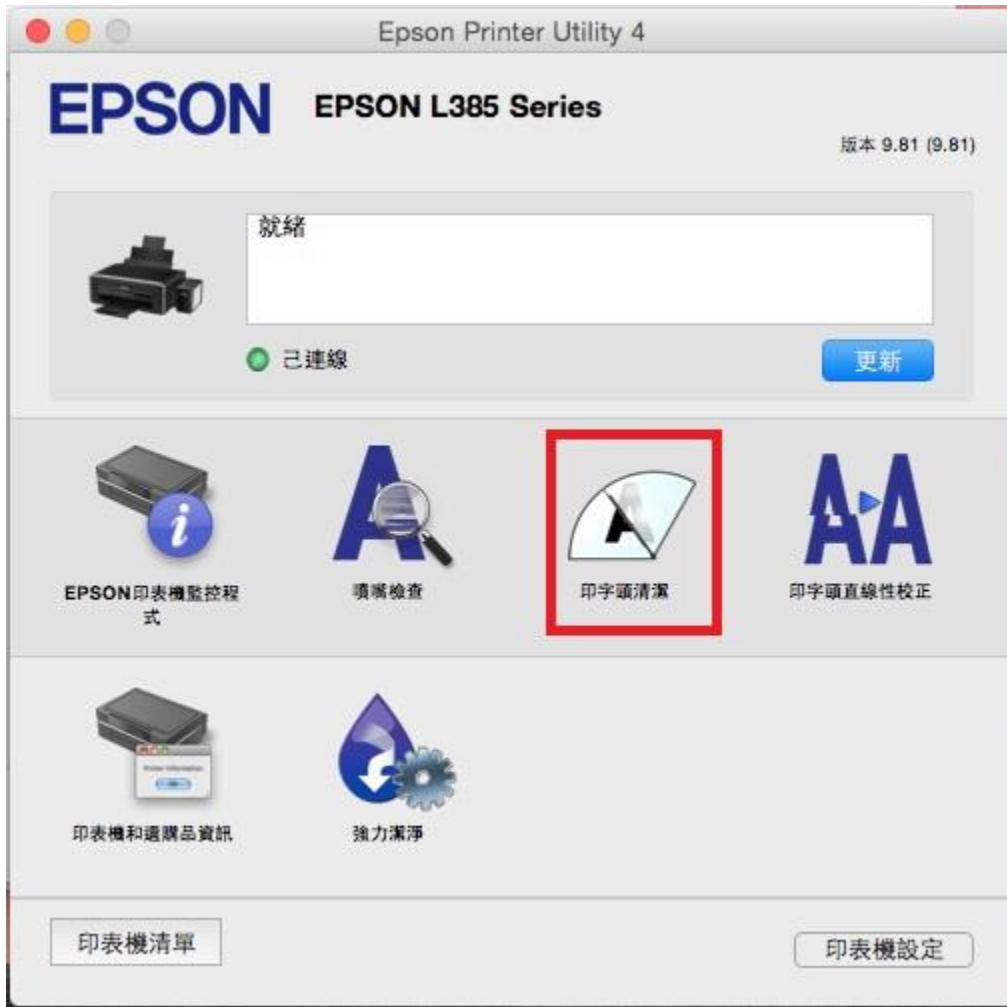 Epson Printer Utility 4
EPSON
EPSON L385 Series
版本 9.81 (9.81)
就緒
己連線
更新
EPSON印表機監控程
式
噴嘴檢查
印字頭清潔
印字頭直線性校正
印表機和選購品資訊
強力潔淨
印表機清單
印表機設定